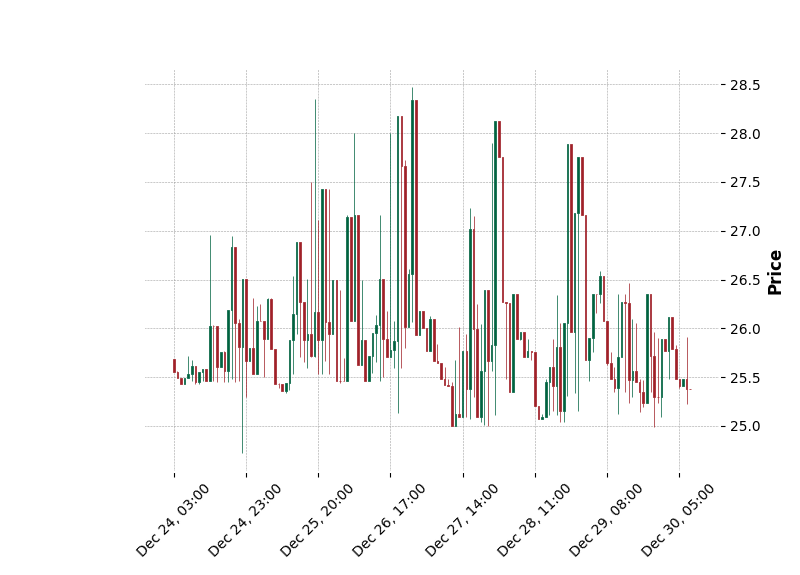 28.5
28.0
27.5
27.0
26.5
26.0
25.5
25.0
Price
Dec 24, 03:00
Dec 24, 23:00
Dec 25, 20:00
Dec 26, 17:00
Dec 27, 14:00
Dec 28, 11:00
Dec 29, 08:00
Dec 30, 05:00